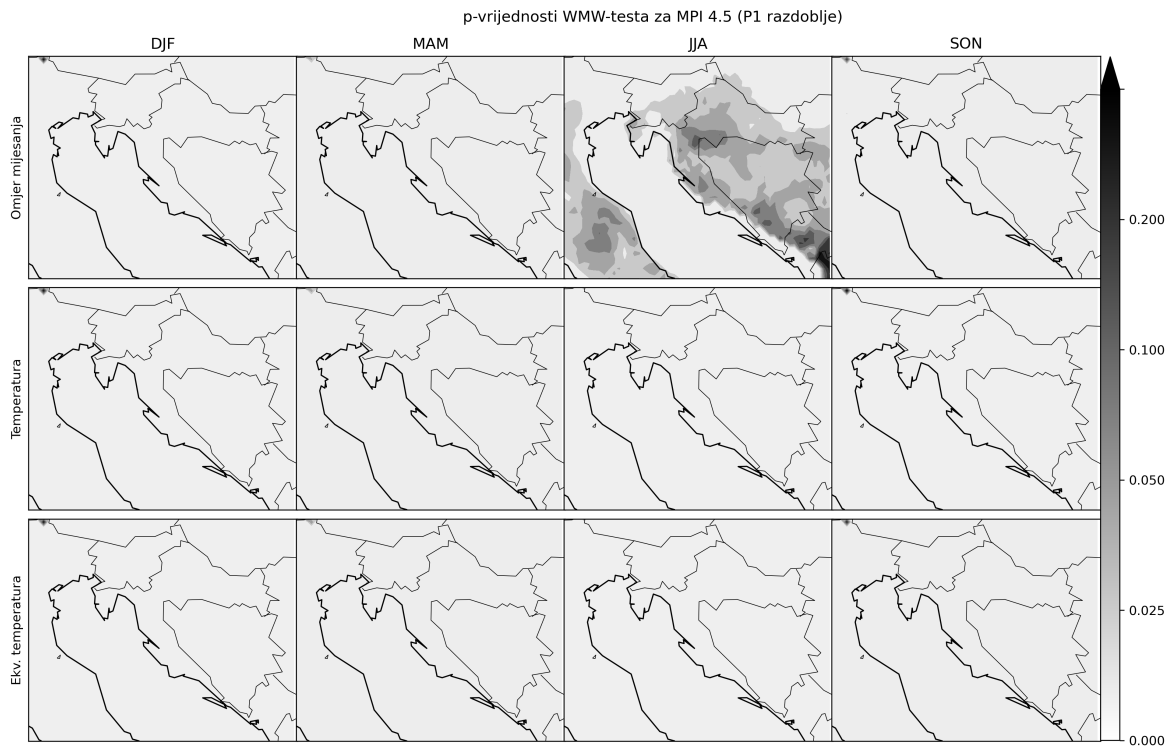 p-vrijednosti WMW-testa za MPI 4.5 (P1 razdoblje)
DJF
MAM
JJA
SON
Omjer miješanja
Temperatura
Ekv. temperatura
0.200
0.100
0.050
0.025
0.000